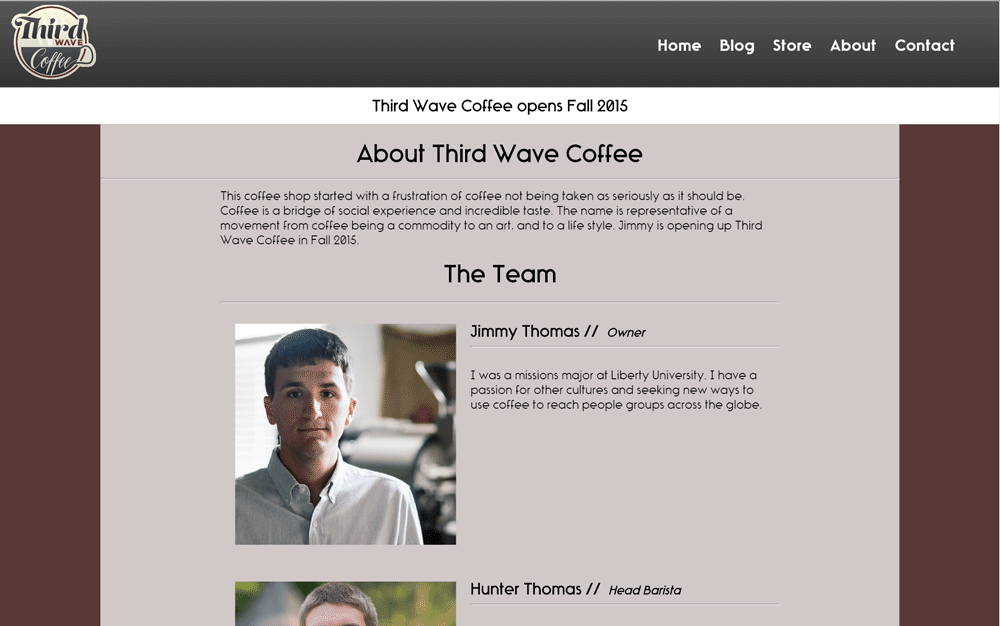 Third
WAVE
Coffee
Home Blog Store About Contact
Third Wave Coffee opens Fall 2015
About Third Wave Coffee
This coffee shop started with a frustration of coffee not being taken as seriously as it should be.
Coffee is a bridge of social experience and incredible taste. The name is representative of a
movement from coffee being a commodity to an art, and to a life style. Jimmy is opening up Third
Wave Coffee in Fall 2015.
The Team
Jimmy Thomas // Owner
I was a missions major at Liberty University. I have a
passion for other cultures and seeking new ways to
use coffee to reach people groups across the globe.
Hunter Thomas // Head Barista